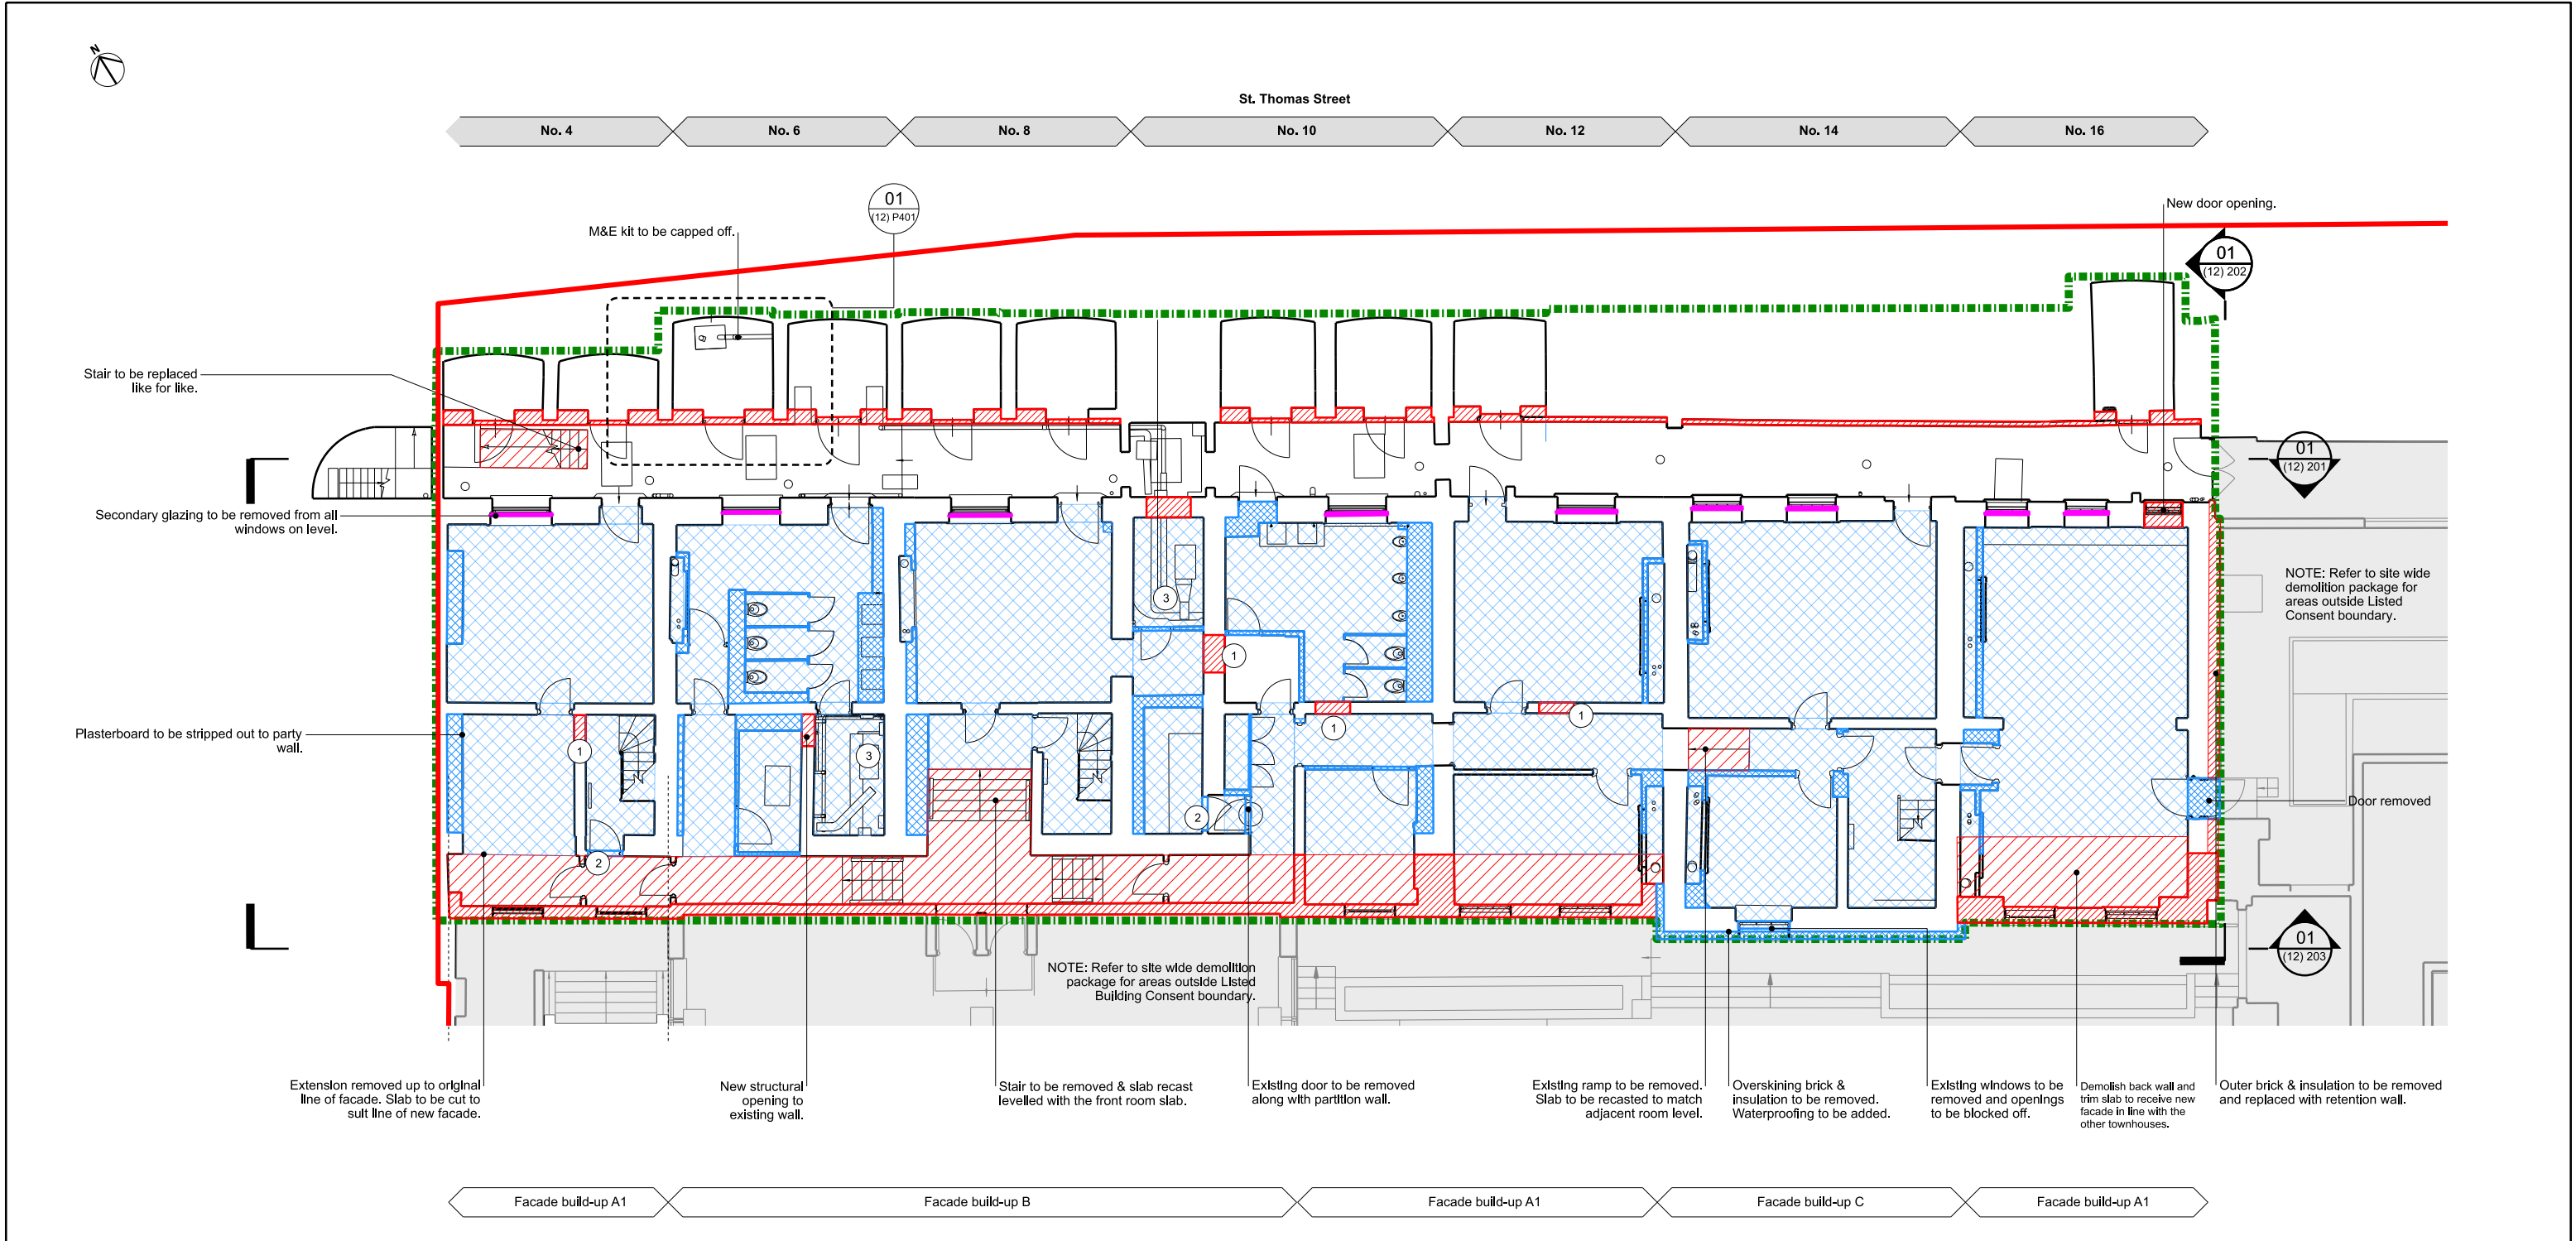 N
St. Thomas Street
No. 4
No. 6
No. 8
No. 10
No. 12
No. 14
No. 16
01
(12) P401
M&E kit to be capped off.
New door opening.
01
(12) 202
Stair to be replaced
like for like.
01
(12) 201
Secondary glazing to be removed from all
windows on level.
NOTE: Refer to site wide
demolition package for
areas outside Listed
Consent boundary.
3
1
Plasterboard to be stripped out to party
wall.
1
3
1
1
2
2
Door removed
NOTE: Refer to site wide demolition
package for areas outside Listed
Building Consent boundary.
01
(12) 203
Extension removed up to original
line of facade. Slab to be cut to
suit line of new facade.
New structural
opening to
existing wall.
Stair to be removed & slab recast
levelled with the front room slab.
Existing door to be removed
along with partition wall.
Existing ramp to be removed.
Slab to be recasted to match
adjacent room level.
Overskining brick &
insulation to be removed.
Waterproofing to be added.
Existing windows to be
removed and openings
to be blocked off.
Demolish back wall and
trim slab to receive new
facade in line with the
other townhouses.
Outer brick & insulation to be removed
and replaced with retention wall.
Facade build-up A1
Facade build-up B
Facade build-up A1
Facade build-up C
Facade build-up A1